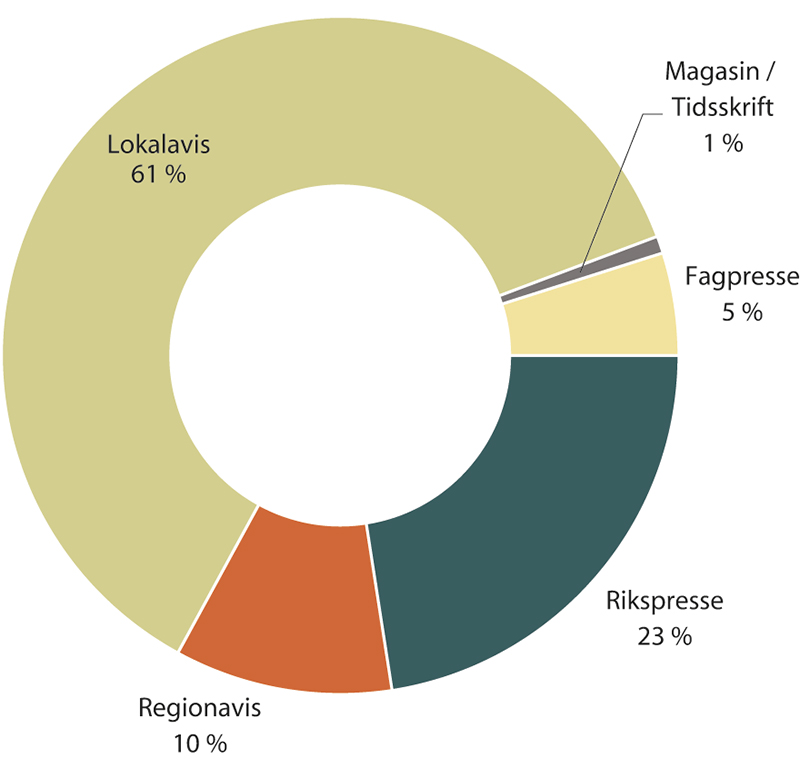 Magasin /
Tidsskrift
1 %
Lokalavis
61 %
Fagpresse
5 %
Rikspresse
23 %
Regionavis
10 %